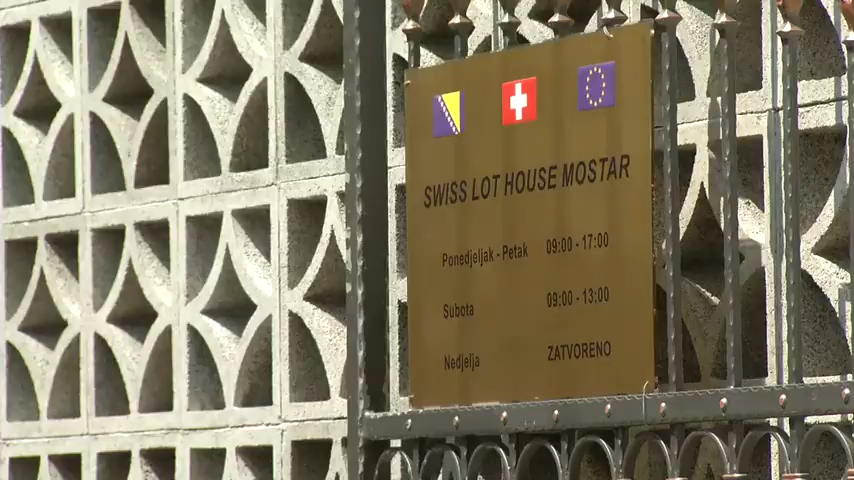 SWISS LOT HOUSE MOSTAR
Ponedjeljak - Petak 09:00 - 17:00
Subota 09:00 - 13:00
Nedjelja ZATVORENO